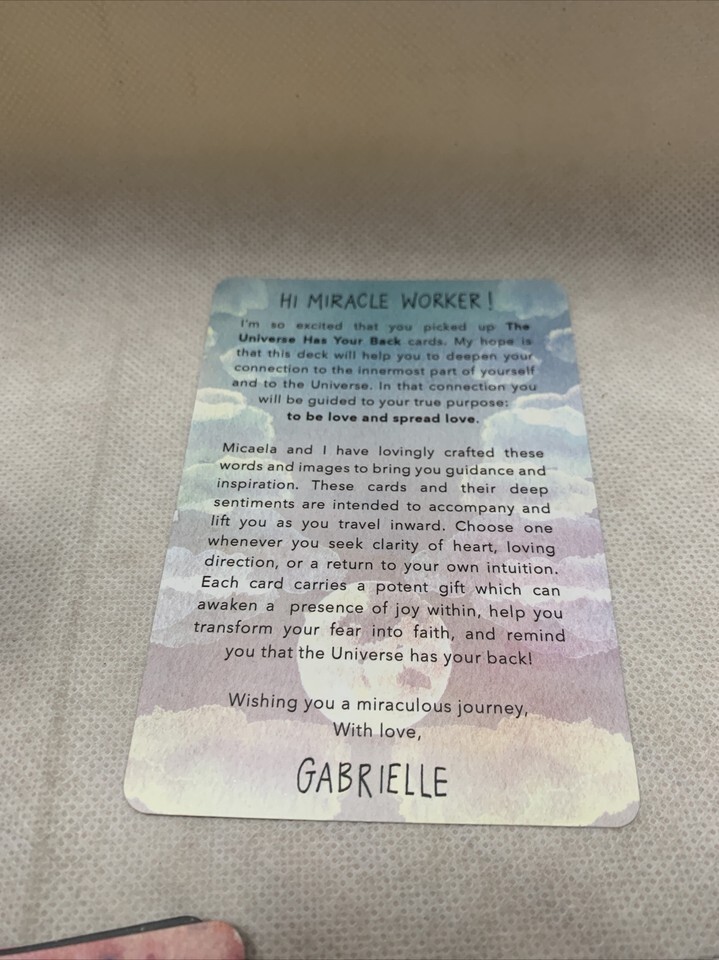 HI MIRACLE WORKER!
I'm so excited that you picked up The
Universe Has Your Back cards. My hope is
that this deck will help you to deepen your
connection to the innermost part of yourself
and to the Universe. In that connection you
will be guided to your true purpose:
to be love and spread love.
Micaela and I have lovingly crafted these
words and images to bring you guidance and
inspiration. These cards and their deep
sentiments are intended to accompany and
lift you as you travel inward. Choose one
whenever you seek clarity of heart, loving
direction, or a return to your own intuition.
Each card carries a potent gift which can
awaken a presence of joy within, help you
transform your fear into faith, and remind
you that the Universe has your back!
Wishing you a miraculous journey,
With love,
GABRIELLE